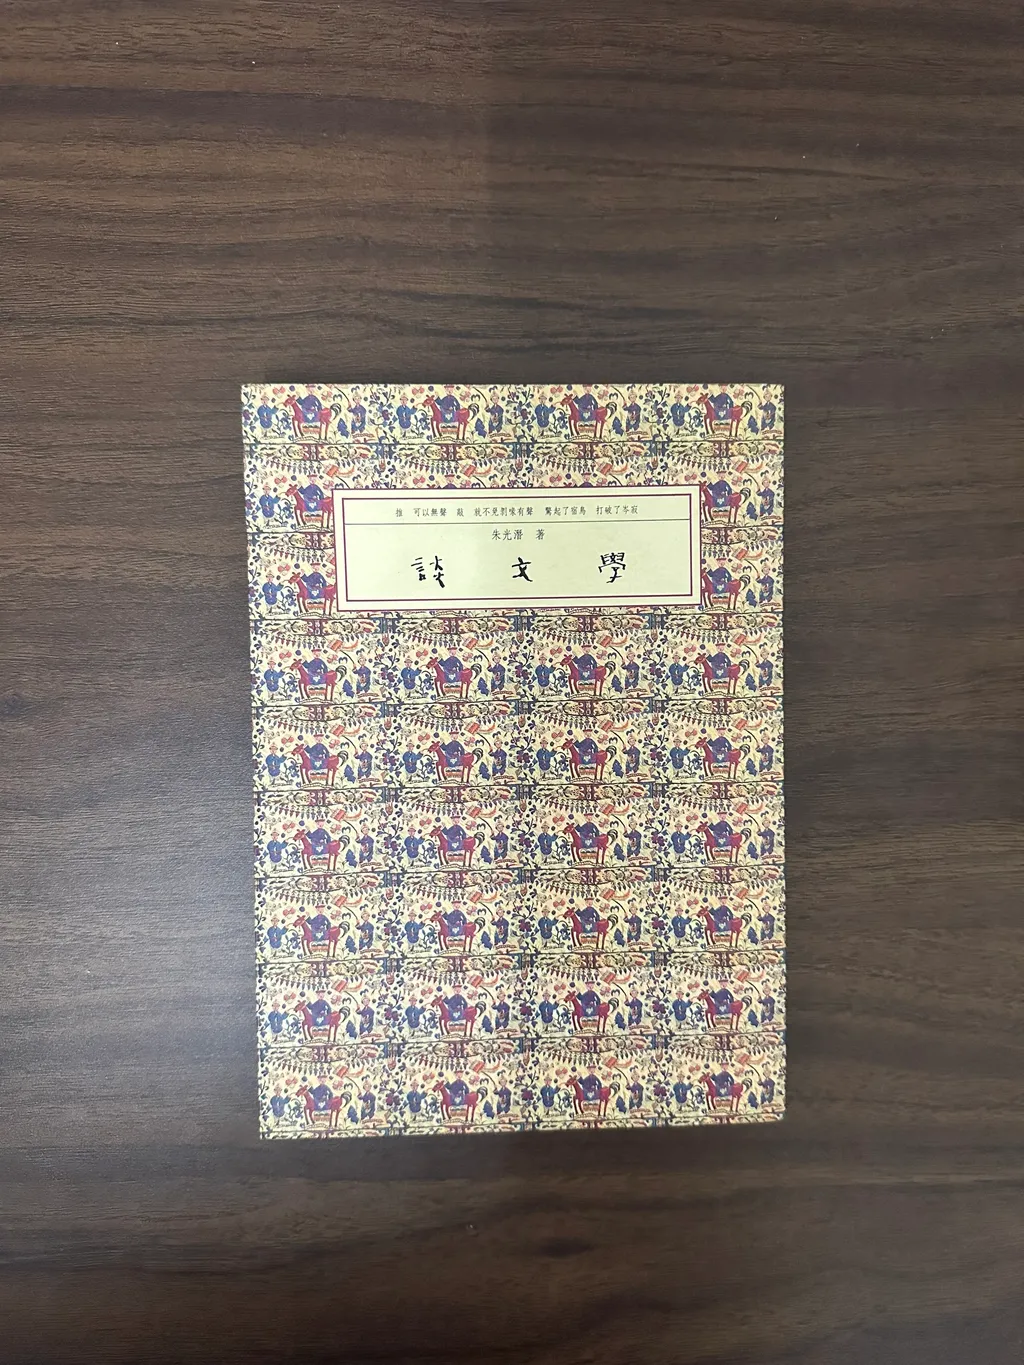 推　可以無聲　敲　就不免剝啄有聲　驚起了宿鳥　打破了岑寂
朱光潛　著
談文學